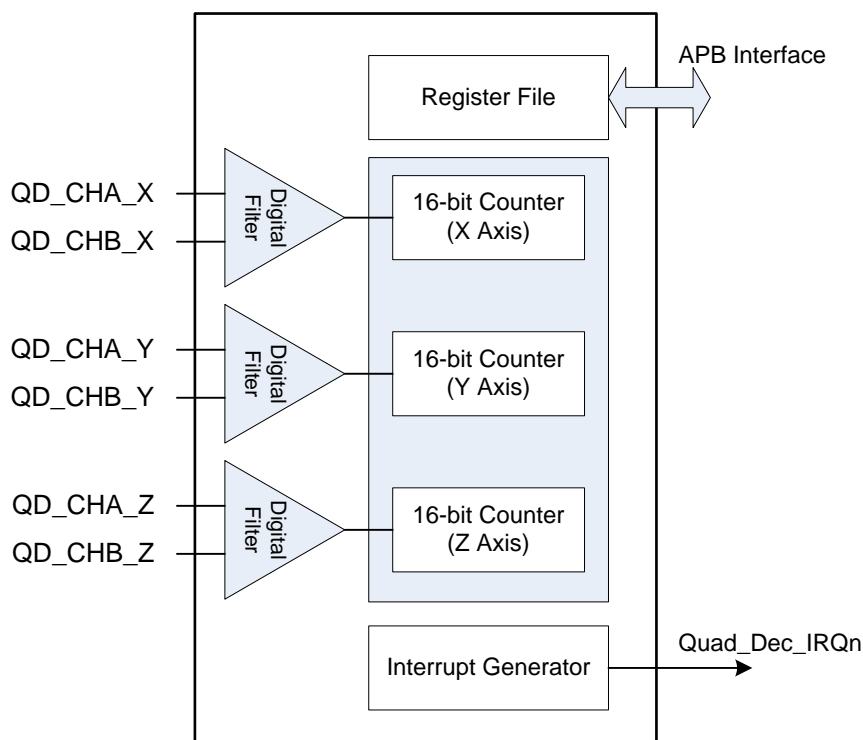 APB Interface
Register File
QD_CHA_X
QD_CHB_X
Digital
Filter
16-bit Counter
(X Axis)
QD_CHA_Y
QD_CHB_Y
Digital
Filter
16-bit Counter
(Y Axis)
QD_CHA_Z
QD_CHB_Z
Digital
Filter
16-bit Counter
(Z Axis)
Quad_Dec_IRQn
Interrupt Generator